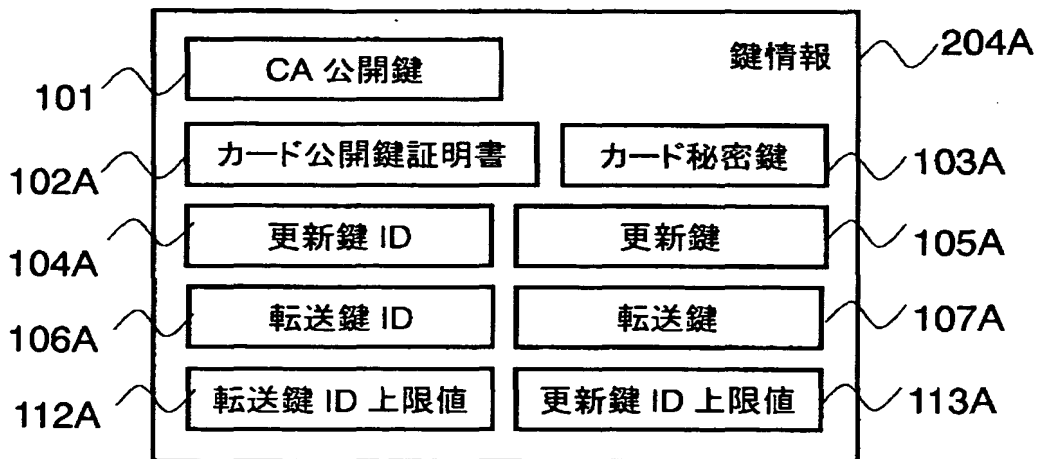 鍵情報 204A
101 CA 公開鍵
102A カード公開鍵証明書 カード秘密鍵 103A
104A 更新鍵 ID 更新鍵 105A
106A 転送鍵 ID 転送鍵 107A
112A 転送鍵 ID 上限値 更新鍵 ID 上限値 113A